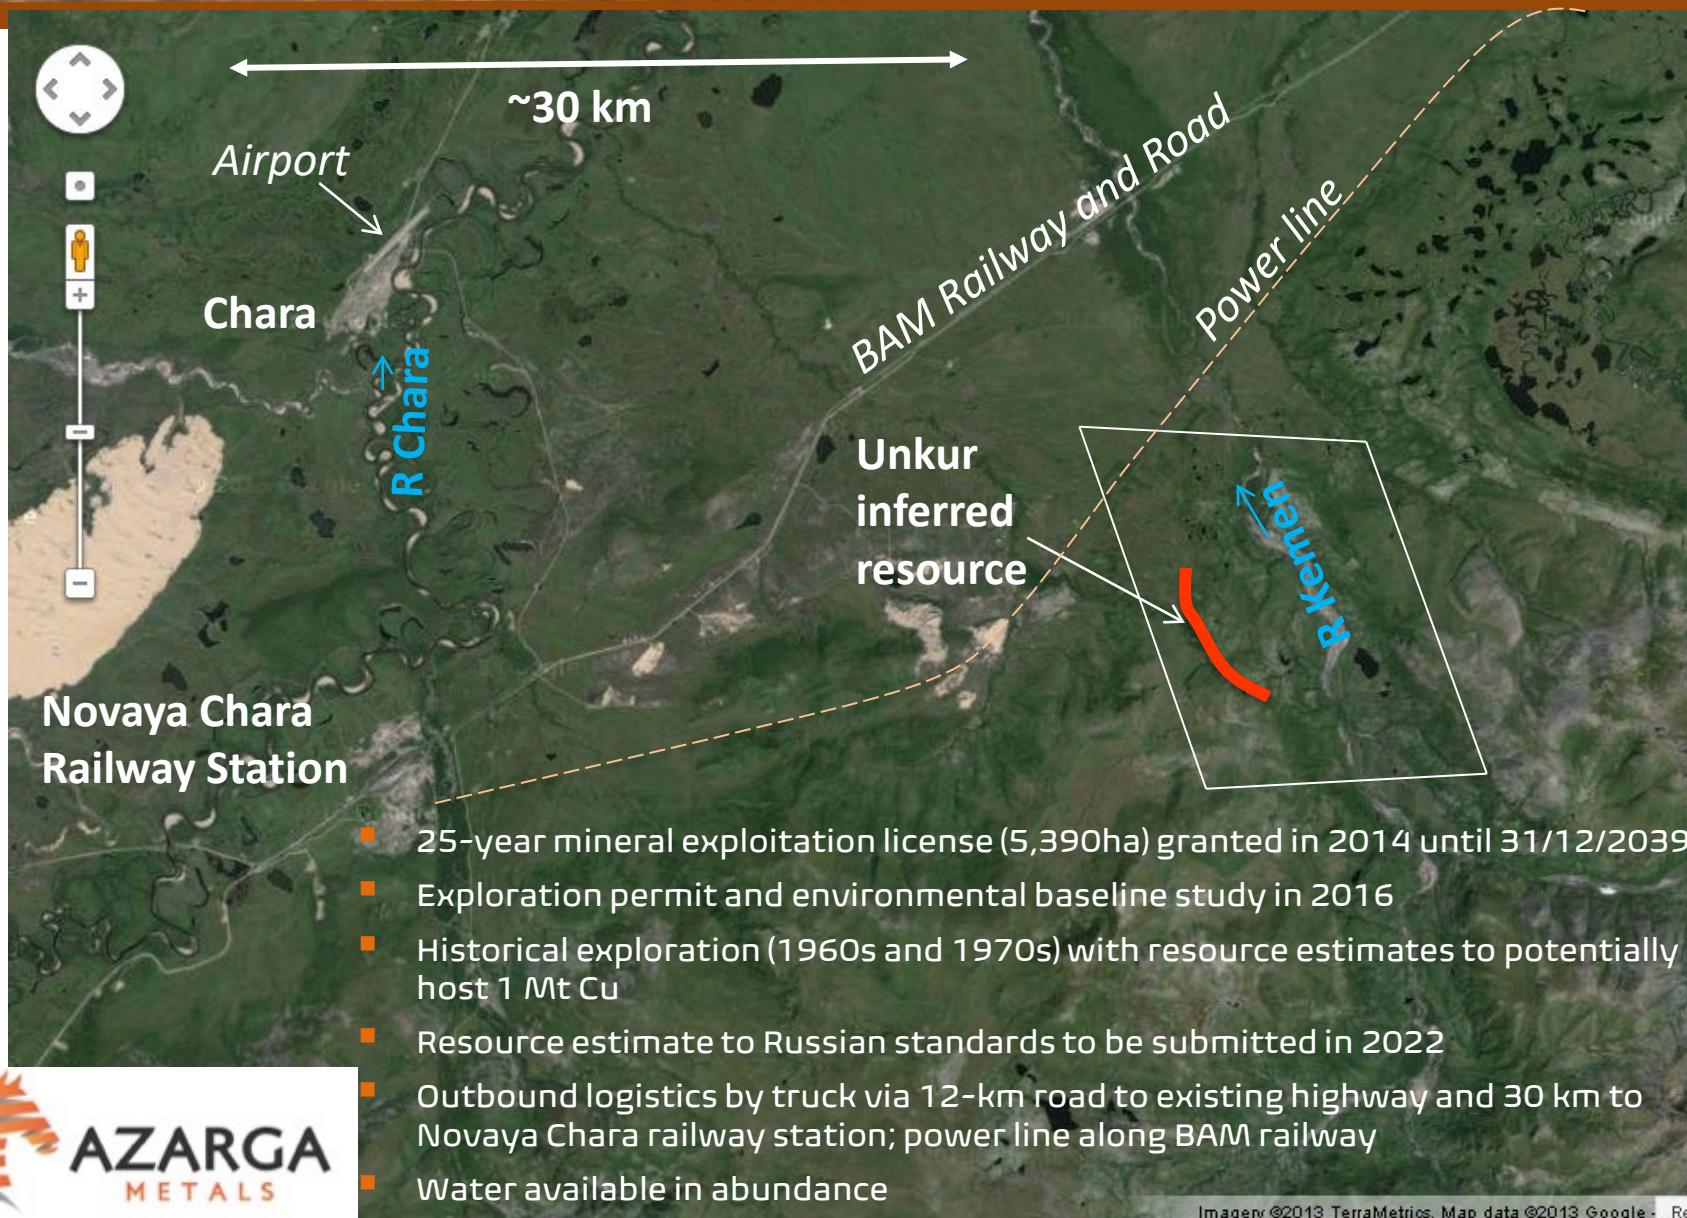 ~30 km
Airport
BAM Railway and Road
Power line
Chara
R Chara
Unkur
inferred
resource
R Kemen
Novaya Chara
Railway Station
25-year mineral exploitation license (5,390ha) granted in 2014 until 31/12/2039
Exploration permit and environmental baseline study in 2016
Historical exploration (1960s and 1970s) with resource estimates to potentially
host 1 Mt Cu
Resource estimate to Russian standards to be submitted in 2022
Outbound logistics by truck via 12-km road to existing highway and 30 km to
Novaya Chara railway station; power line along BAM railway
Water available in abundance
AZARGA
METALS
Imagery ©2013 TerraMetrics, Map data ©2013 Google -